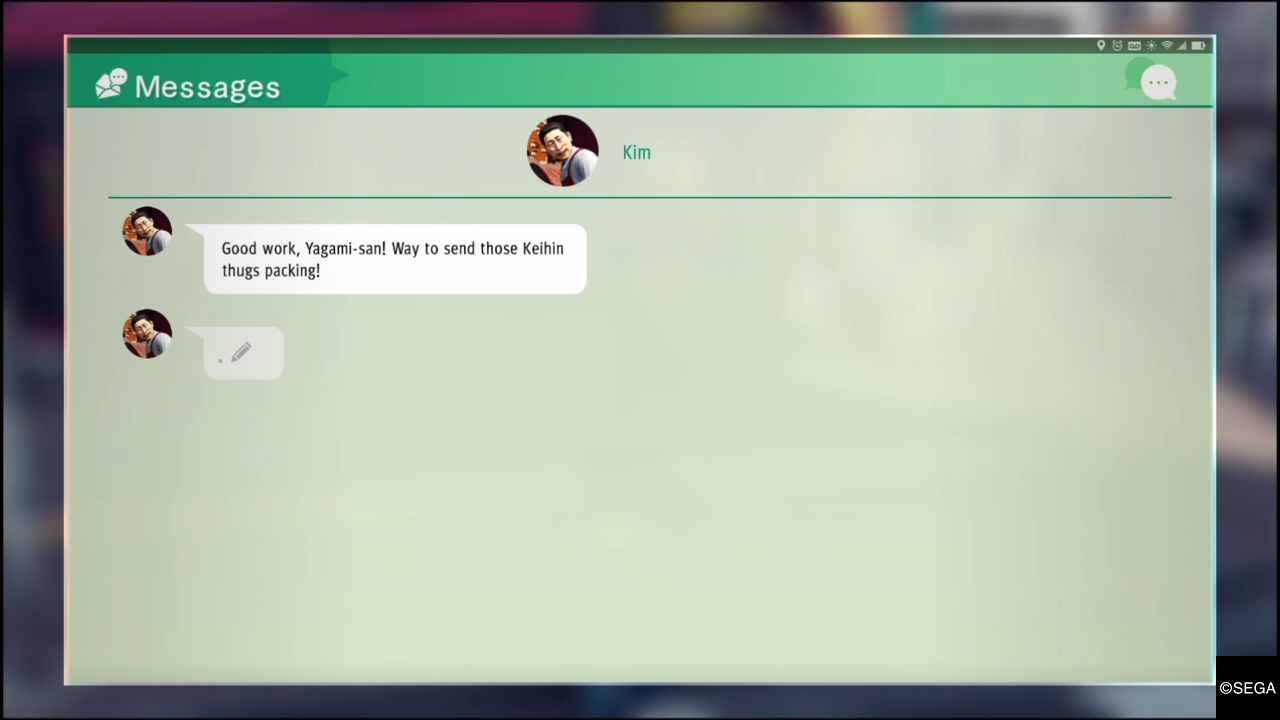 Messages
Kim
Good work, Yagami-san! Way to send those Keihin
thugs packing!
©SEGA